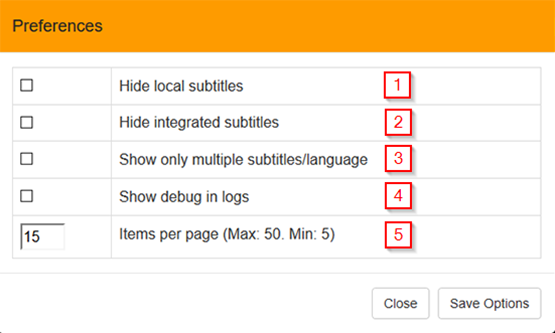 Preferences
Hide local subtitles 1
Hide integrated subtitles 2
Show only multiple subtitles/language 3
Show debug in logs 4
15 Items per page (Max: 50. Min: 5) 5
Close Save Options